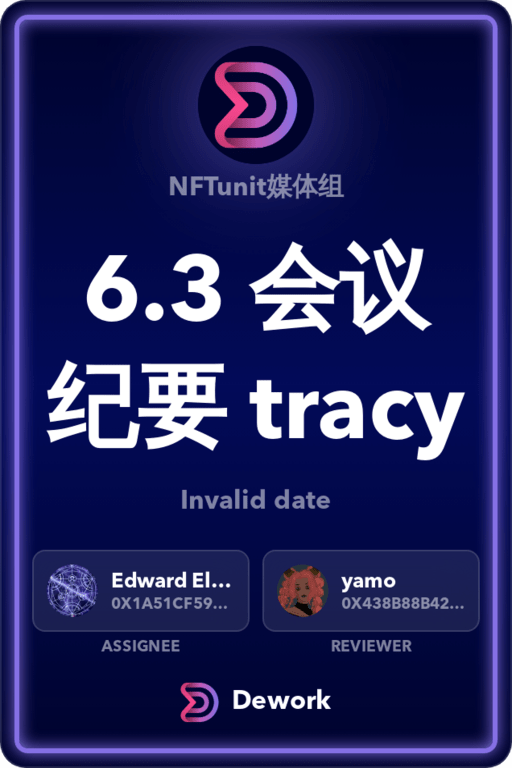 NFTunit媒体组
6.3 会议
纪要 tracy
Invalid date
Edward El...
0X1A51CF59...
yamo
0X438B88B42...
ASSIGNEE
REVIEWER
Dework